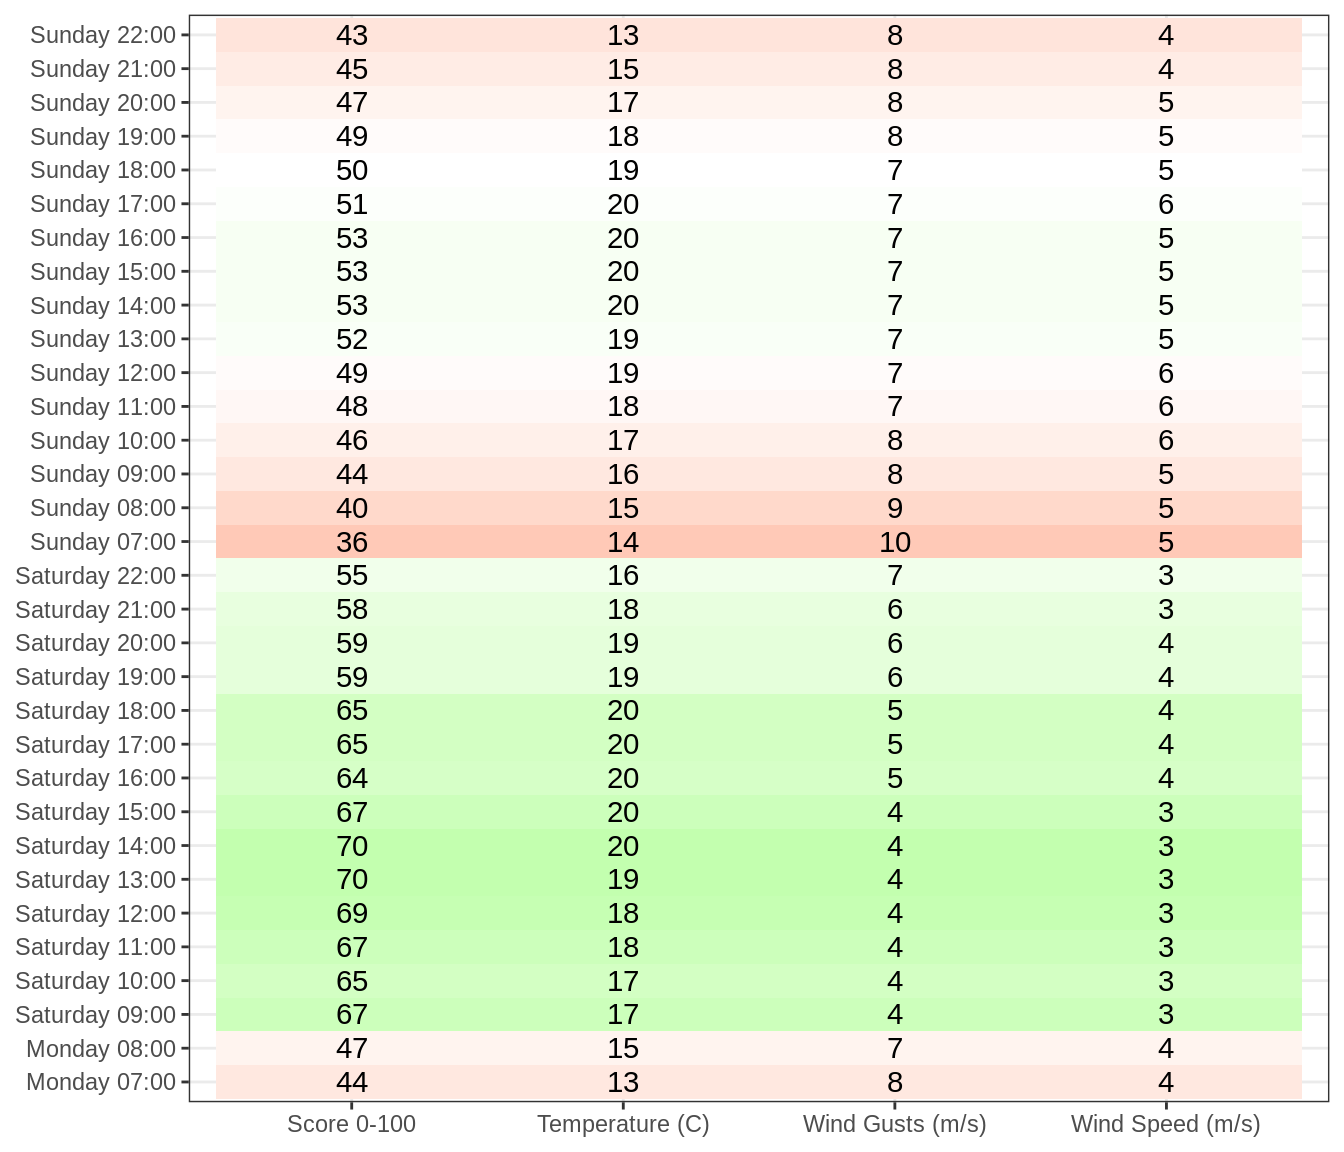 Sunday 22:00 43 13 8 4
Sunday 21:00 45 15 8 4
Sunday 20:00 47 17 8 5
Sunday 19:00 49 18 8 5
Sunday 18:00 50 19 7 5
Sunday 17:00 51 20 7 6
Sunday 16:00 53 20 7 5
Sunday 15:00 53 20 7 5
Sunday 14:00 53 20 7 5
Sunday 13:00 52 19 7 5
Sunday 12:00 49 19 7 6
Sunday 11:00 48 18 7 6
Sunday 10:00 46 17 8 6
Sunday 09:00 44 16 8 5
Sunday 08:00 40 15 9 5
Sunday 07:00 36 14 10 5
Saturday 22:00 55 16 7 3
Saturday 21:00 58 18 6 3
Saturday 20:00 59 19 6 4
Saturday 19:00 59 19 6 4
Saturday 18:00 65 20 5 4
Saturday 17:00 65 20 5 4
Saturday 16:00 64 20 5 4
Saturday 15:00 67 20 4 3
Saturday 14:00 70 20 4 3
Saturday 13:00 70 19 4 3
Saturday 12:00 69 18 4 3
Saturday 11:00 67 18 4 3
Saturday 10:00 65 17 4 3
Saturday 09:00 67 17 4 3
Monday 08:00 47 15 7 4
Monday 07:00 44 13 8 4
Score 0-100 Temperature (C) Wind Gusts (m/s) Wind Speed (m/s)